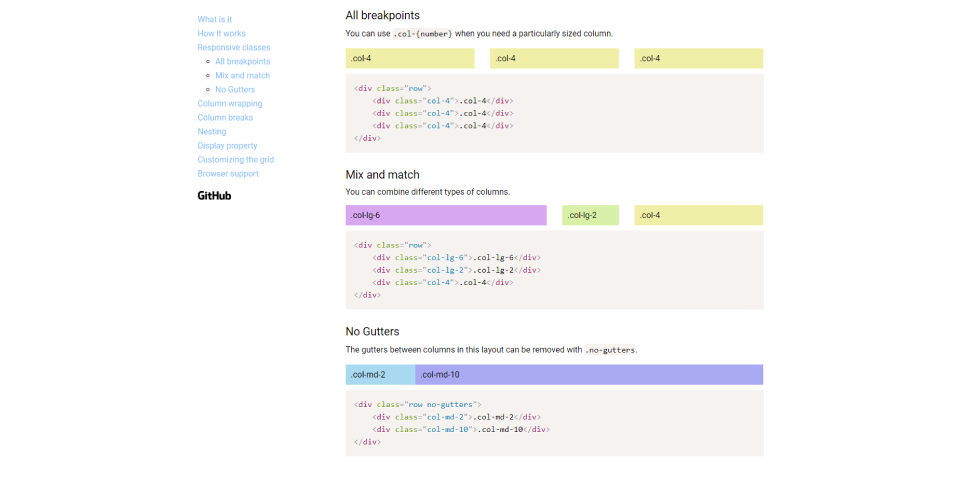 What is it
How it works
Responsive classes
All breakpoints
Mix and match
No Gutters
Column wrapping
Column breaks
Nesting
Display property
Customizing the grid
Browser support
GitHub
All breakpoints
You can use .col-{number} when you need a particularly sized column.
.col-4 .col-4 .col-4
<div class="row">
    <div class="col-4">.col-4</div>
    <div class="col-4">.col-4</div>
    <div class="col-4">.col-4</div>
</div>
Mix and match
You can combine different types of columns.
.col-lg-6 .col-lg-2 .col-4
<div class="row">
    <div class="col-lg-6">.col-lg-6</div>
    <div class="col-lg-2">.col-lg-2</div>
    <div class="col-4">.col-4</div>
</div>
No Gutters
The gutters between columns in this layout can be removed with .no-gutters.
.col-md-2 .col-md-10
<div class="row no-gutters">
    <div class="col-md-2">.col-md-2</div>
    <div class="col-md-10">.col-md-10</div>
</div>